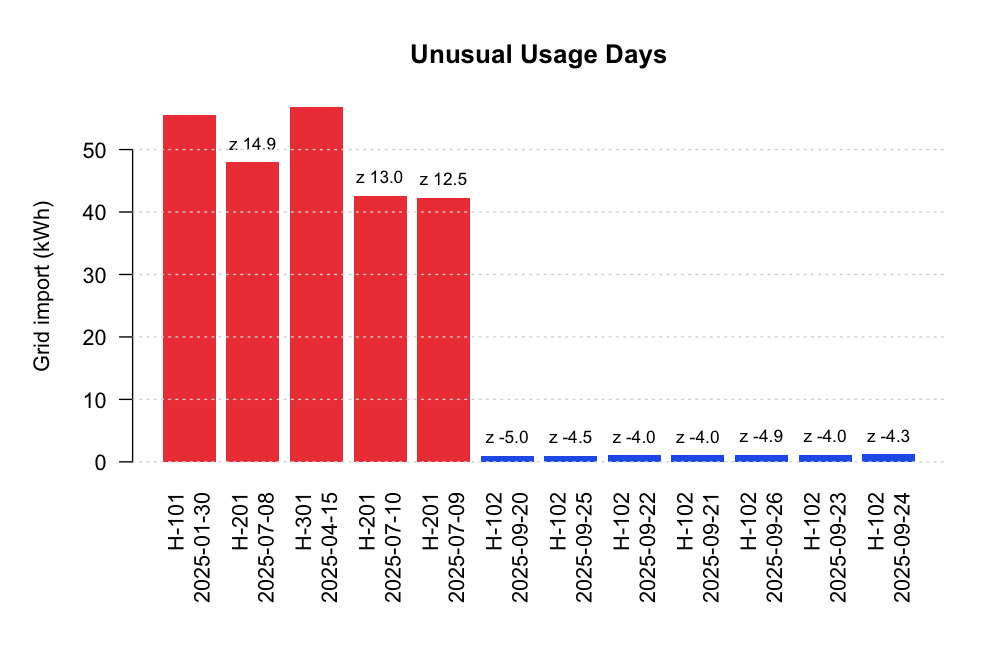 Unusual Usage Days
Grid import (kWh)
50
40
30
20
10
0
z 14.9
z 13.0
z 12.5
z -5.0
z -4.5
z -4.0
z -4.0
z -4.9
z -4.0
z -4.3
H-101
2025-01-30
H-201
2025-07-08
H-301
2025-04-15
H-201
2025-07-10
H-201
2025-07-09
H-102
2025-09-20
H-102
2025-09-25
H-102
2025-09-22
H-102
2025-09-21
H-102
2025-09-26
H-102
2025-09-23
H-102
2025-09-24